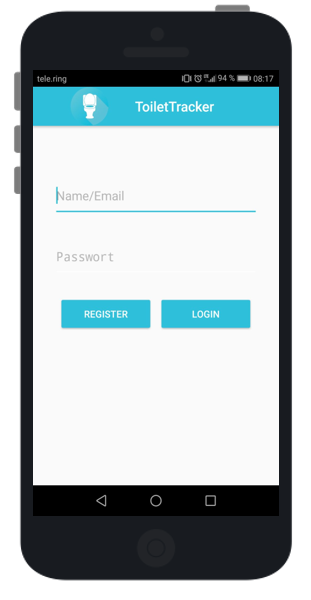 tele.ring 94 % 08:17
ToiletTracker
Name/Email
Passwort
REGISTER LOGIN